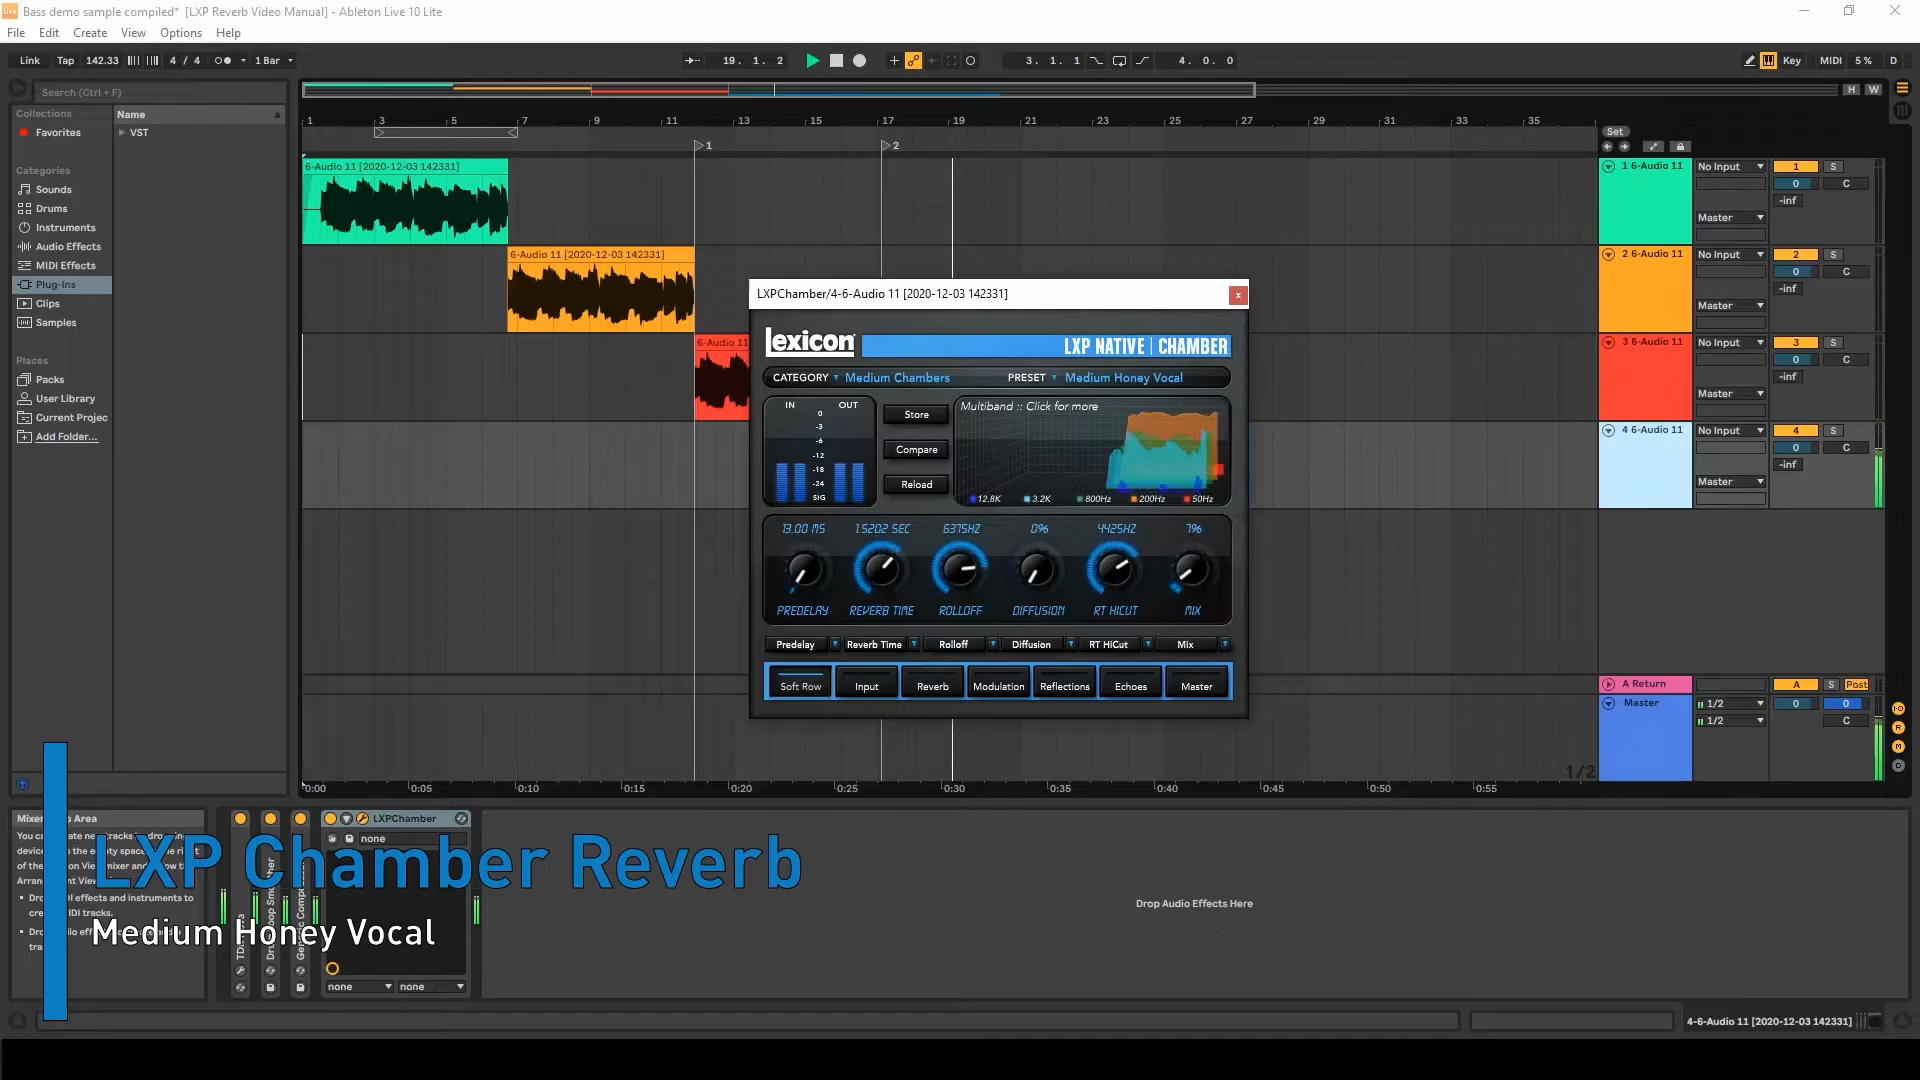 Bass demo sample compiled*  [LXP Reverb Video Manual] - Ableton Live 10 Lite
File Edit Create View Options Help
Link Tap 142.33 4 / 4 1 Bar 19. 1. 2 3. 1. 1 4. 0. 0 Key MIDI 5 % D
Search (Ctrl + F)
H W
Collections
Favorites
Name
VST
Categories
Sounds
Drums
Instruments
Audio Effects
MIDI Effects
Plug-Ins
Clips
Samples
Places
Packs
User Library
Current Projec
Add Folder...
1 3 5 7 9 11 13 15 17 19 21 23 25 27 29 31 33 35
Set
1 2
6-Audio 11 [2020-12-03 142331]
6-Audio 11 [2020-12-03 142331]
6-Audio 11
1 6-Audio 11 No Input 1 S
0 C
-inf
Master
2 6-Audio 11 No Input 2 S
0 C
-inf
Master
3 6-Audio 11 No Input 3 S
0 C
-inf
Master
4 6-Audio 11 No Input 4 S
0 C
-inf
Master
A Return A S Post
Master 1/2 0 0
1/2 C
1/2
LXPChamber/4-6-Audio 11 [2020-12-03 142331]
x
lexicon
LXP NATIVE | CHAMBER
CATEGORY Medium Chambers PRESET Medium Honey Vocal
IN OUT
0
-3
-6
-12
-18
-24
SIG
Store
Compare
Reload
Multiband :: Click for more
12.8K 3.2K 800Hz 200Hz 50Hz
13.00 MS 1.5202 SEC 6375HZ 0% 4425HZ 7%
PREDELAY REVERB TIME ROLLOFF DIFFUSION RT HICUT MIX
Predelay Reverb Time Rolloff Diffusion RT HiCut Mix
Soft Row Input Reverb Modulation Reflections Echoes Master
0:00 0:05 0:10 0:15 0:20 0:25 0:30 0:35 0:40 0:45 0:50 0:55
I·O
R
M
D
LXPChamber
none
none none
Drop Audio Effects Here
LXP Chamber Reverb
Medium Honey Vocal
4-6-Audio 11 [2020-12-03 142331]